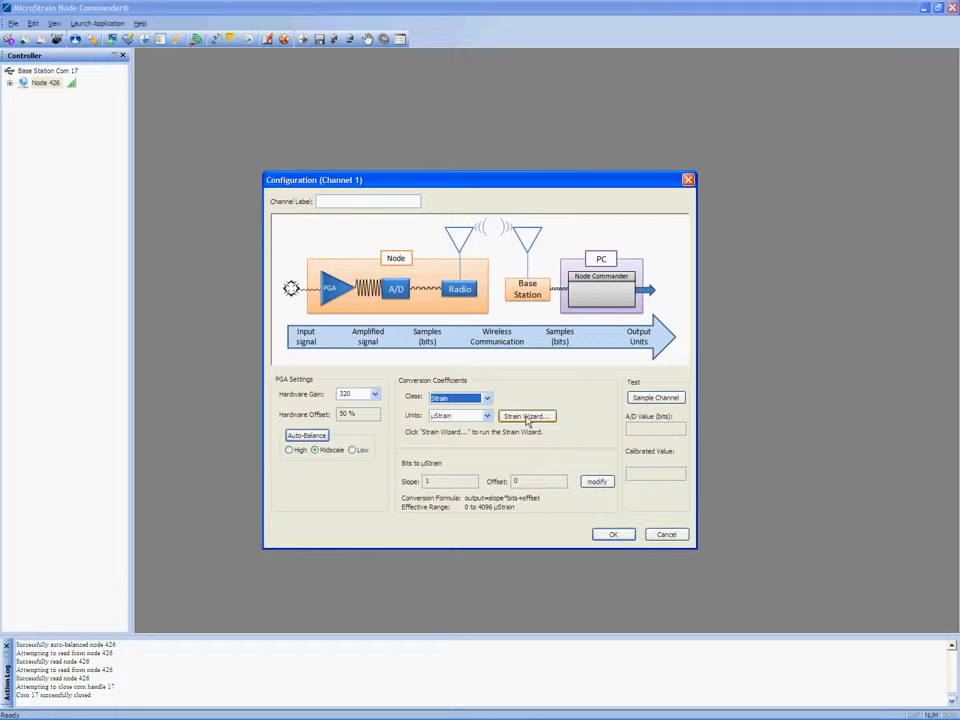 MicroStrain Node Commander®
File Edit View Launch Application Help
Controller
Base Station Com 17
Node 426
Configuration (Channel 1)
Channel Label:
Node
PC
PGA
A/D
Radio
Base Station
Node Commander
Input signal
Amplified signal
Samples (bits)
Wireless Communication
Samples (bits)
Output Units
PGA Settings
Hardware Gain: 320
Hardware Offset: 50 %
Auto-Balance
High Midscale Low
Conversion Coefficients
Class: Strain
Units: µStrain Strain Wizard...
Click "Strain Wizard..." to run the Strain Wizard.
Bits to µStrain
Slope: 1 Offset: 0 modify
Conversion Formula: output=slope*bits+offset
Effective Range: 0 to 4096 µStrain
Test
Sample Channel
A/D Value (bits):
Calibrated Value:
OK Cancel
Action Log
Successfully auto-balanced node 426
Attempting to read from node 426
Successfully read node 426
Attempting to read from node 426
Successfully read node 426
Attempting to close com handle 17
Com 17 successfully closed
Ready
CAP NUM SCRL